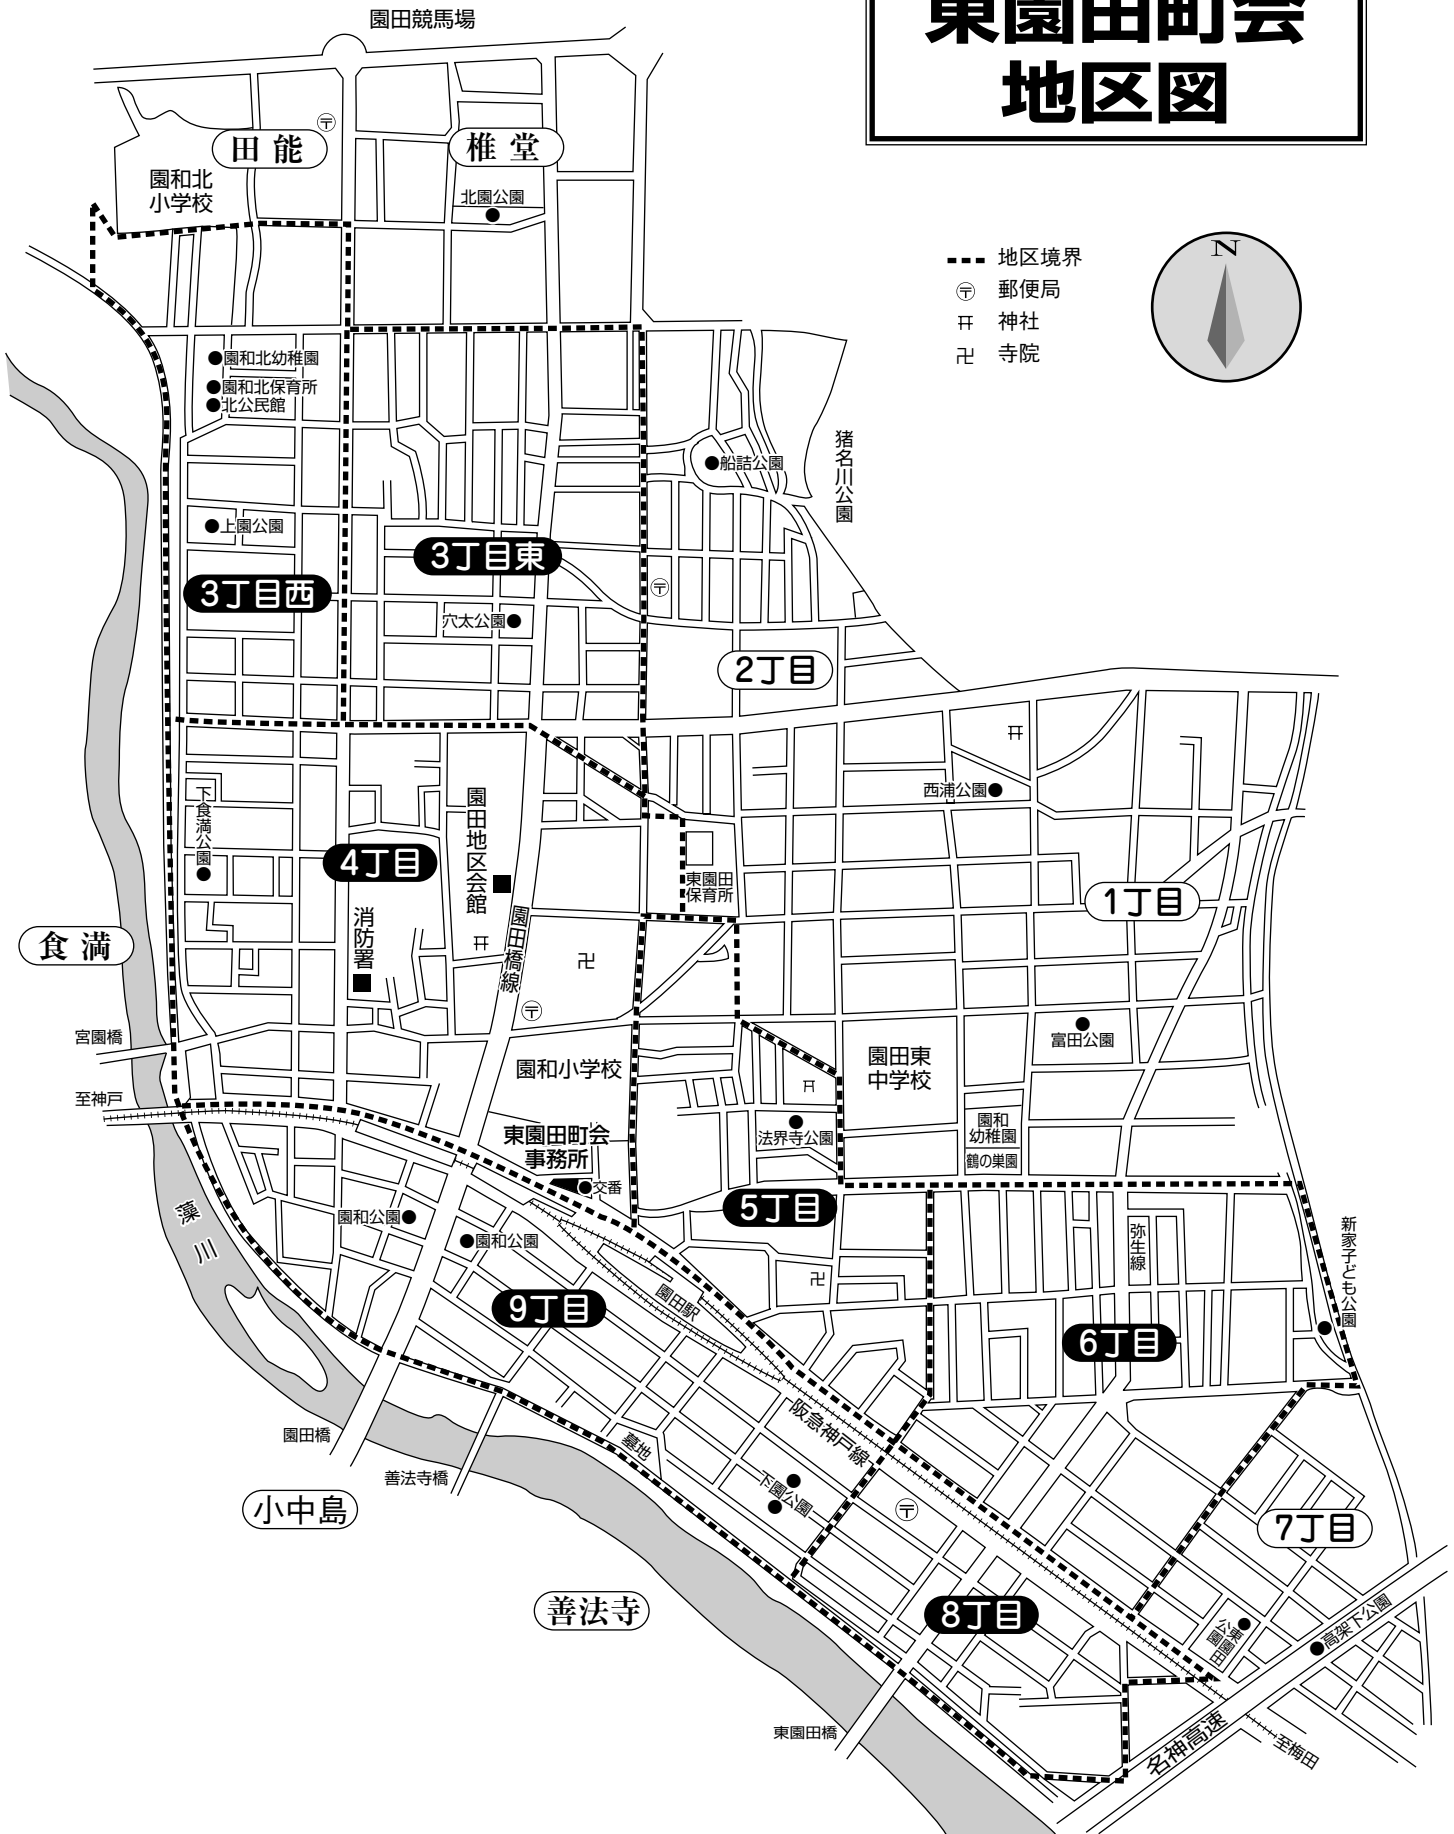 園田競馬場
東園田町会
地区図
田能
椎堂
園和北
小学校
北園公園
地区境界
郵便局
神社
寺院
N
園和北幼稚園
園和北保育所
北公民館
猪名川公園
船詰公園
上園公園
3丁目東
3丁目西
穴太公園
2丁目
西浦公園
下食満公園
園田地区会館
4丁目
東園田
保育所
1丁目
消防署
園田橋線
食満
宮園橋
富田公園
園田東
中学校
園和小学校
至神戸
園和
幼稚園
鶴の巣園
法界寺公園
東園田町会
事務所
交番
5丁目
藻川
園和公園
園和公園
弥生線
新家子ども公園
9丁目
園田駅
6丁目
阪急神戸線
園田橋
墓地
善法寺橋
下園公園
小中島
7丁目
善法寺
8丁目
東園田
公園
高架下公園
東園田橋
名神高速
至梅田